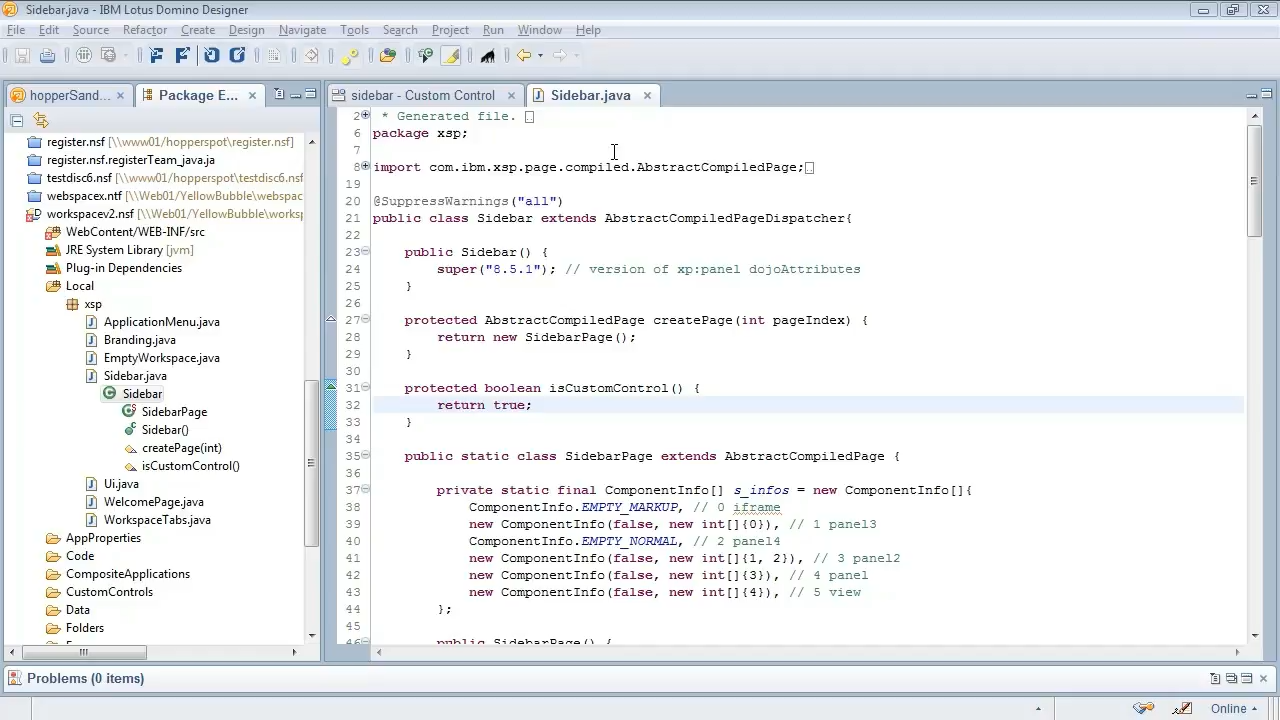 Sidebar.java - IBM Lotus Domino Designer
File Edit Source Refactor Create Design Navigate Tools Search Project Run Window Help
hopperSand...
Package E...
register.nsf [\\www01\hopperspot\register.nsf]
register.nsf.registerTeam_java.ja
testdisc6.nsf [\\www01\hopperspot\testdisc6.nsf
webspacex.ntf [\\Web01/YellowBubble\webspac
workspacev2.nsf [\\Web01/YellowBubble\worksp
WebContent/WEB-INF/src
JRE System Library [jvm]
Plug-in Dependencies
Local
xsp
ApplicationMenu.java
Branding.java
EmptyWorkspace.java
Sidebar.java
Sidebar
SidebarPage
Sidebar()
createPage(int)
isCustomControl()
Ui.java
WelcomePage.java
WorkspaceTabs.java
AppProperties
Code
CompositeApplications
CustomControls
Data
Folders
sidebar - Custom Control
Sidebar.java
2 * Generated file.
6 package xsp;
7
8 import com.ibm.xsp.page.compiled.AbstractCompiledPage;
19
20 @SuppressWarnings("all")
21 public class Sidebar extends AbstractCompiledPageDispatcher{
22
23 public Sidebar() {
24 super("8.5.1"); // version of xp:panel dojoAttributes
25 }
26
27 protected AbstractCompiledPage createPage(int pageIndex) {
28 return new SidebarPage();
29 }
30
31 protected boolean isCustomControl() {
32 return true;
33 }
34
35 public static class SidebarPage extends AbstractCompiledPage {
36
37 private static final ComponentInfo[] s_infos = new ComponentInfo[]{
38 ComponentInfo.EMPTY_MARKUP, // 0 iframe
39 new ComponentInfo(false, new int[]{0}), // 1 panel3
40 ComponentInfo.EMPTY_NORMAL, // 2 panel4
41 new ComponentInfo(false, new int[]{1, 2}), // 3 panel2
42 new ComponentInfo(false, new int[]{3}), // 4 panel
43 new ComponentInfo(false, new int[]{4}), // 5 view
44 };
45
46 public SidebarPage() {
Problems (0 items)
Online